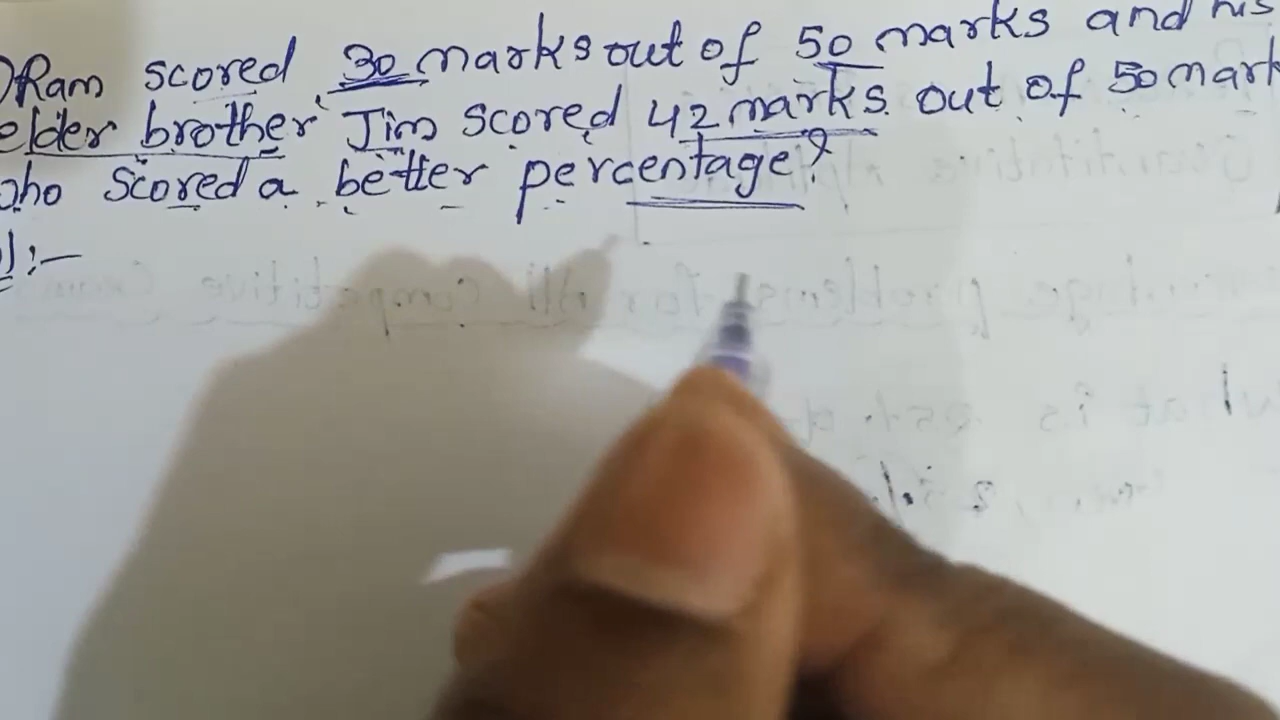 Ram scored 30 marks out of 50 marks and his
elder brother Jim scored 42 marks out of 50 mark
who scored a better percentage?
:-